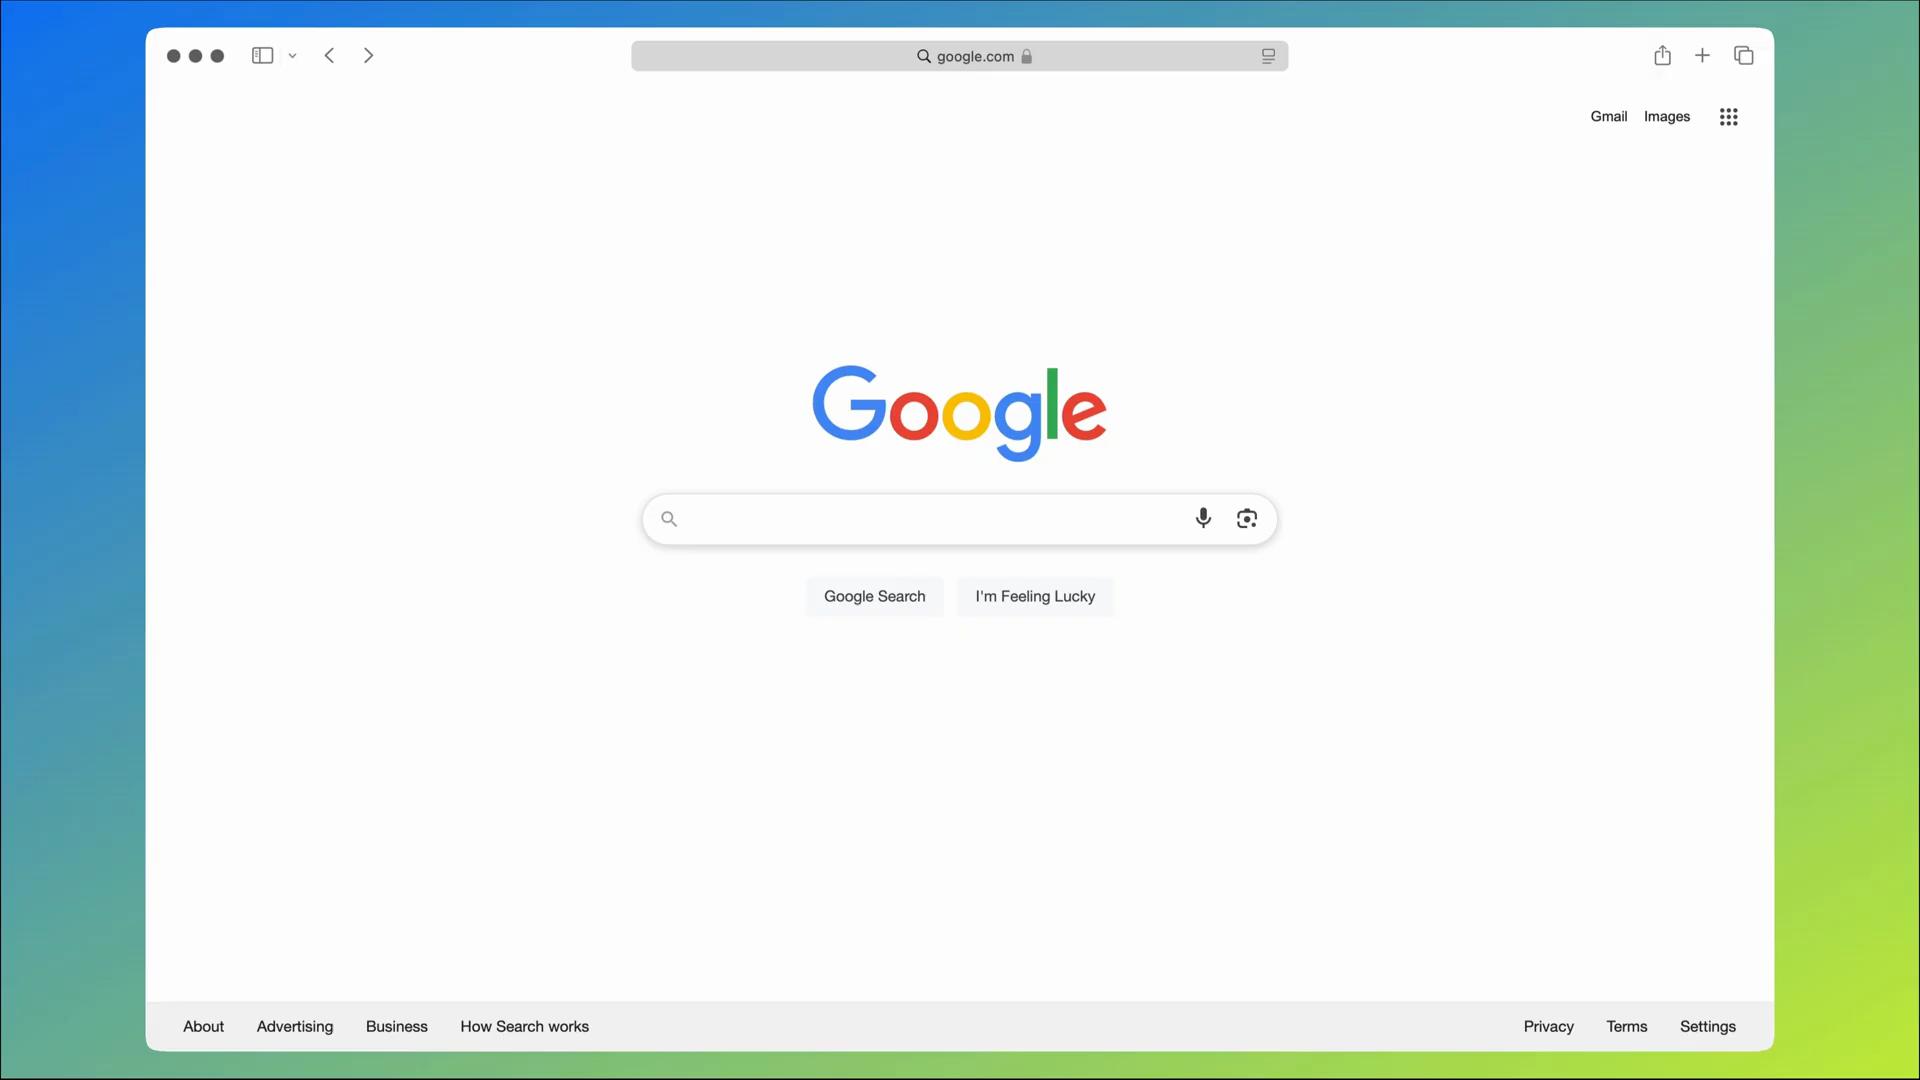 google.com
Gmail Images
Google
Google Search I'm Feeling Lucky
About Advertising Business How Search works Privacy Terms Settings